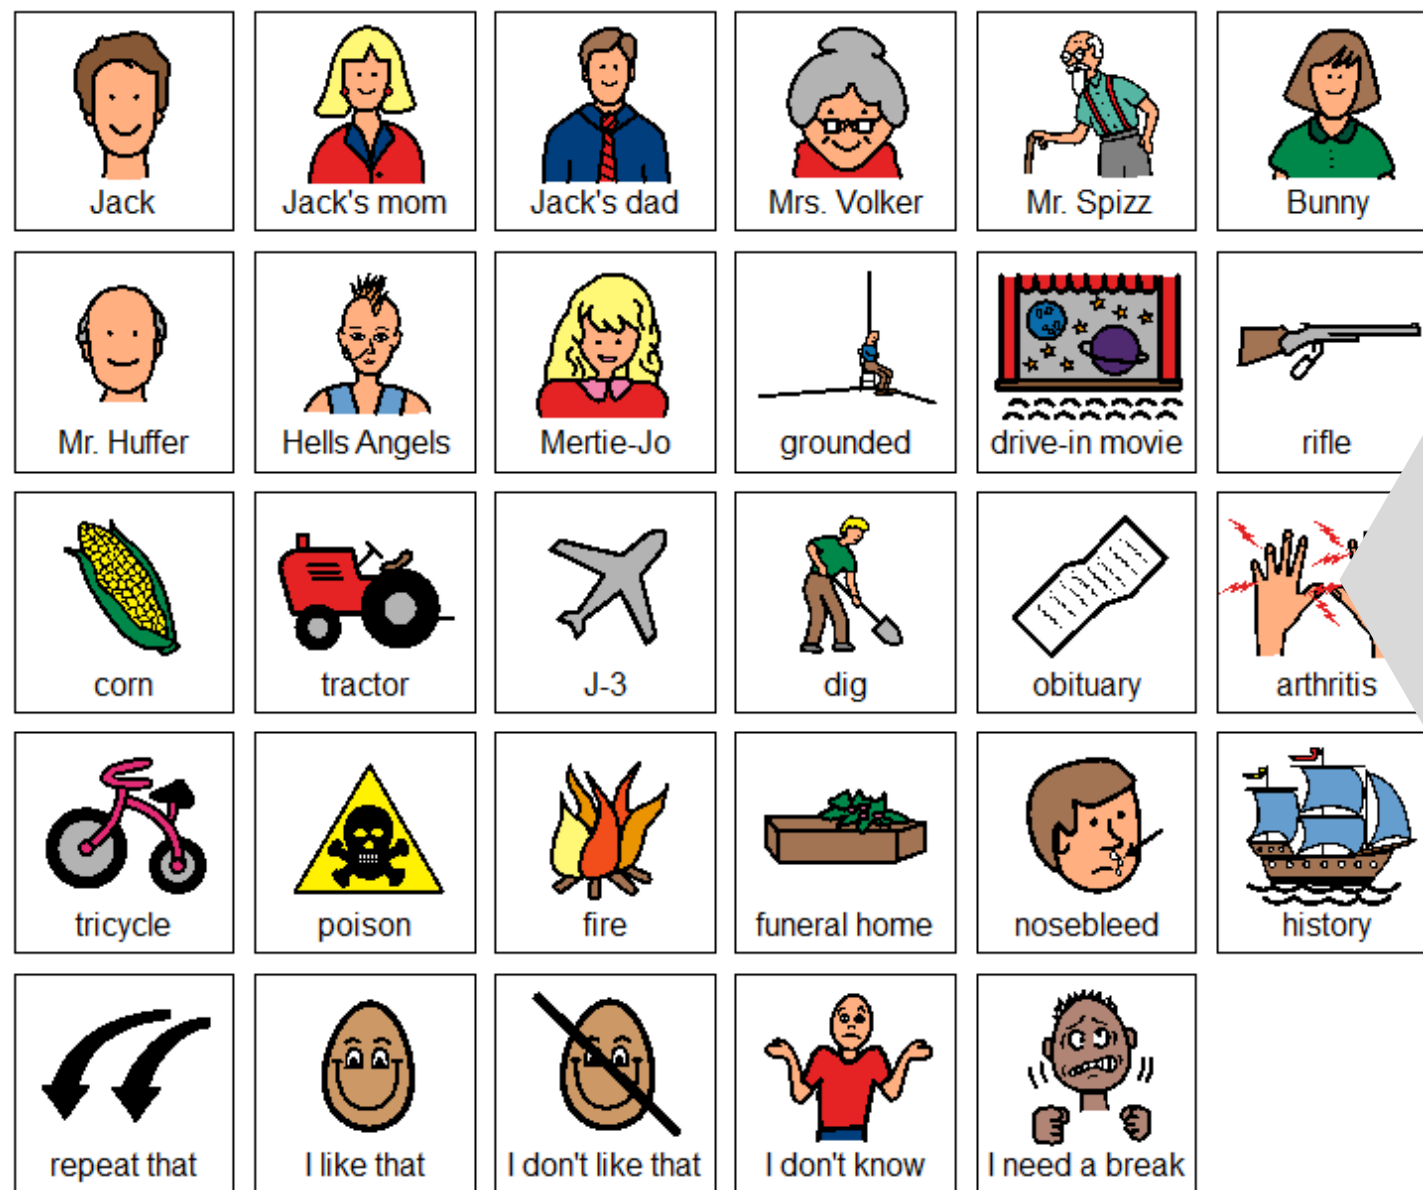 Jack
Jack's mom
Jack's dad
Mrs. Volker
Mr. Spizz
Bunny
Mr. Huffer
Hells Angels
Mertie-Jo
grounded
drive-in movie
rifle
corn
tractor
J-3
dig
obituary
arthritis
tricycle
poison
fire
funeral home
nosebleed
history
repeat that
I like that
I don't like that
I don't know
I need a break